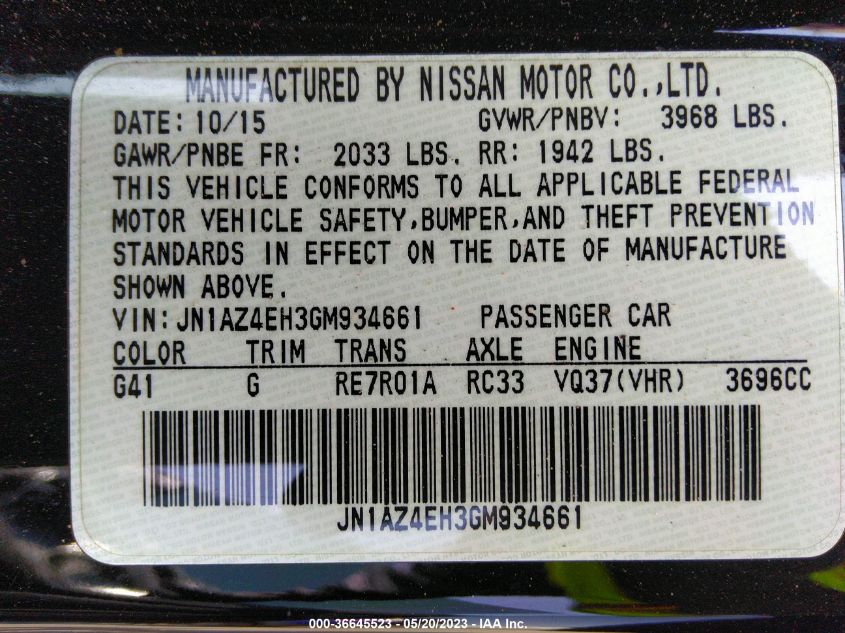 MANUFACTURED BY NISSAN MOTOR CO.,LTD.
DATE: 10/15 GVWR/PNBV: 3968 LBS.
GAWR/PNBE FR: 2033 LBS. RR: 1942 LBS.
THIS VEHICLE CONFORMS TO ALL APPLICABLE FEDERAL
MOTOR VEHICLE SAFETY,BUMPER,AND THEFT PREVENTION
STANDARDS IN EFFECT ON THE DATE OF MANUFACTURE
SHOWN ABOVE.
VIN: JN1AZ4EH3GM934661 PASSENGER CAR
COLOR TRIM TRANS AXLE ENGINE
G41 G RE7R01A RC33 VQ37(VHR) 3696CC
JN1AZ4EH3GM934661
000-36645523 - 05/20/2023 - IAA Inc.